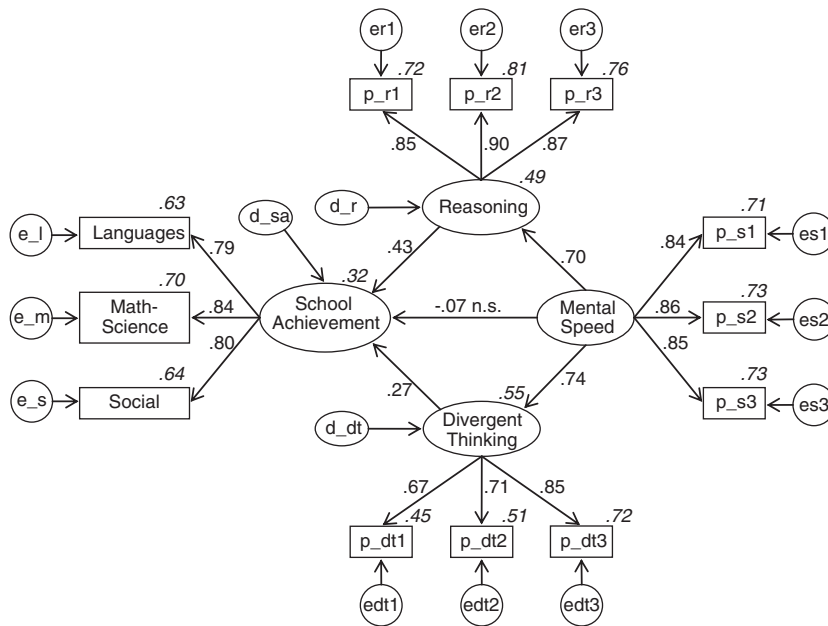 er1 er2 er3
.72 .81 .76
p_r1 p_r2 p_r3
.85 .90 .87
.49
d_r Reasoning
.63 d_sa .71
e_l Languages p_s1 es1
.79 .43 .70 .84
.70 .32 .73
e_m Math-
Science .84 School
Achievement -.07 n.s. Mental
Speed .86 p_s2 es2
.80 .85
.64 .27 .55 .74 .73
e_s Social p_s3 es3
d_dt Divergent
Thinking
.67 .71 .85
.45 .51 .72
p_dt1 p_dt2 p_dt3
edt1 edt2 edt3